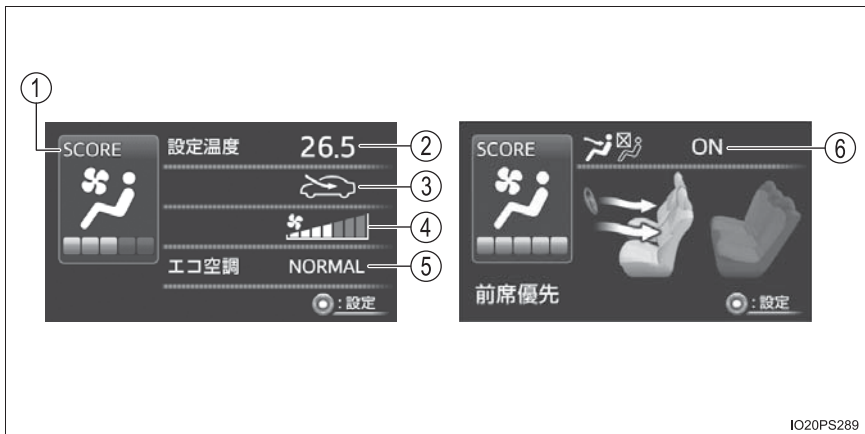 ①
SCORE
設定温度 26.5 ②
③
④
エコ空調 NORMAL ⑤
:設定
SCORE
ON ⑥
前席優先
:設定
IO20PS289